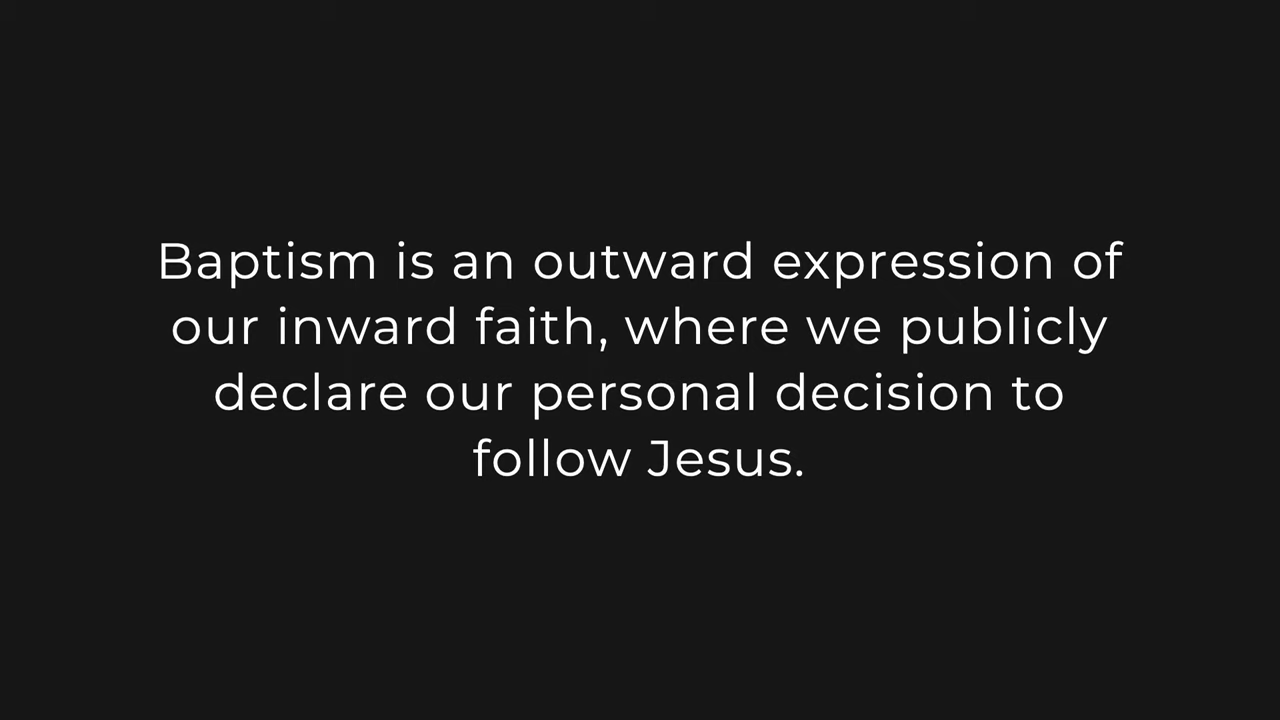 Baptism is an outward expression of
our inward faith, where we publicly
declare our personal decision to
follow Jesus.